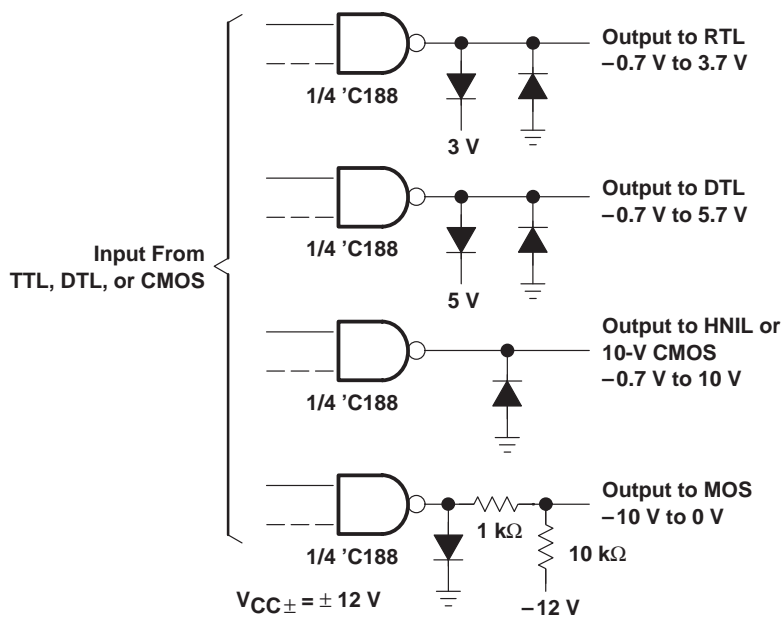 Output to RTL
–0.7 V to 3.7 V
1/4 ’C188
3 V
Output to DTL
–0.7 V to 5.7 V
1/4 ’C188
5 V
Input From
TTL, DTL, or CMOS
Output to HNIL or
10-V CMOS
–0.7 V to 10 V
1/4 ’C188
Output to MOS
–10 V to 0 V
1 kΩ
10 kΩ
1/4 ’C188
VCC± = ± 12 V
–12 V